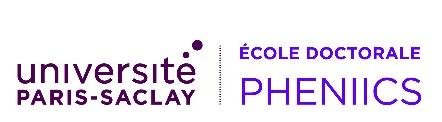 université
PARIS-SACLAY
ÉCOLE DOCTORALE
PHENIICS